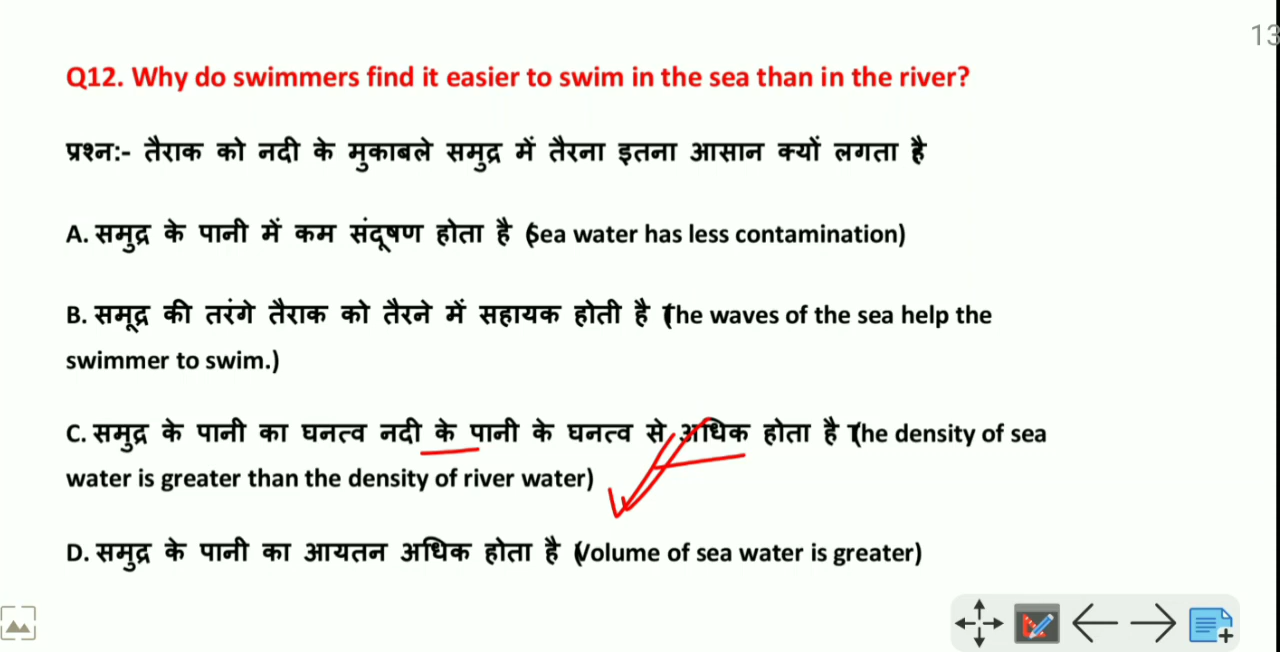 13
Q12. Why do swimmers find it easier to swim in the sea than in the river?
प्रश्न:- तैराक को नदी के मुकाबले समुद्र में तैरना इतना आसान क्यों लगता है
A. समुद्र के पानी में कम संदूषण होता है (Sea water has less contamination)
B. समूद्र की तरंगे तैराक को तैरने में सहायक होती है (The waves of the sea help the
swimmer to swim.)
C. समुद्र के पानी का घनत्व नदी के पानी के घनत्व से अधिक होता है (The density of sea
water is greater than the density of river water)
D. समुद्र के पानी का आयतन अधिक होता है (Volume of sea water is greater)